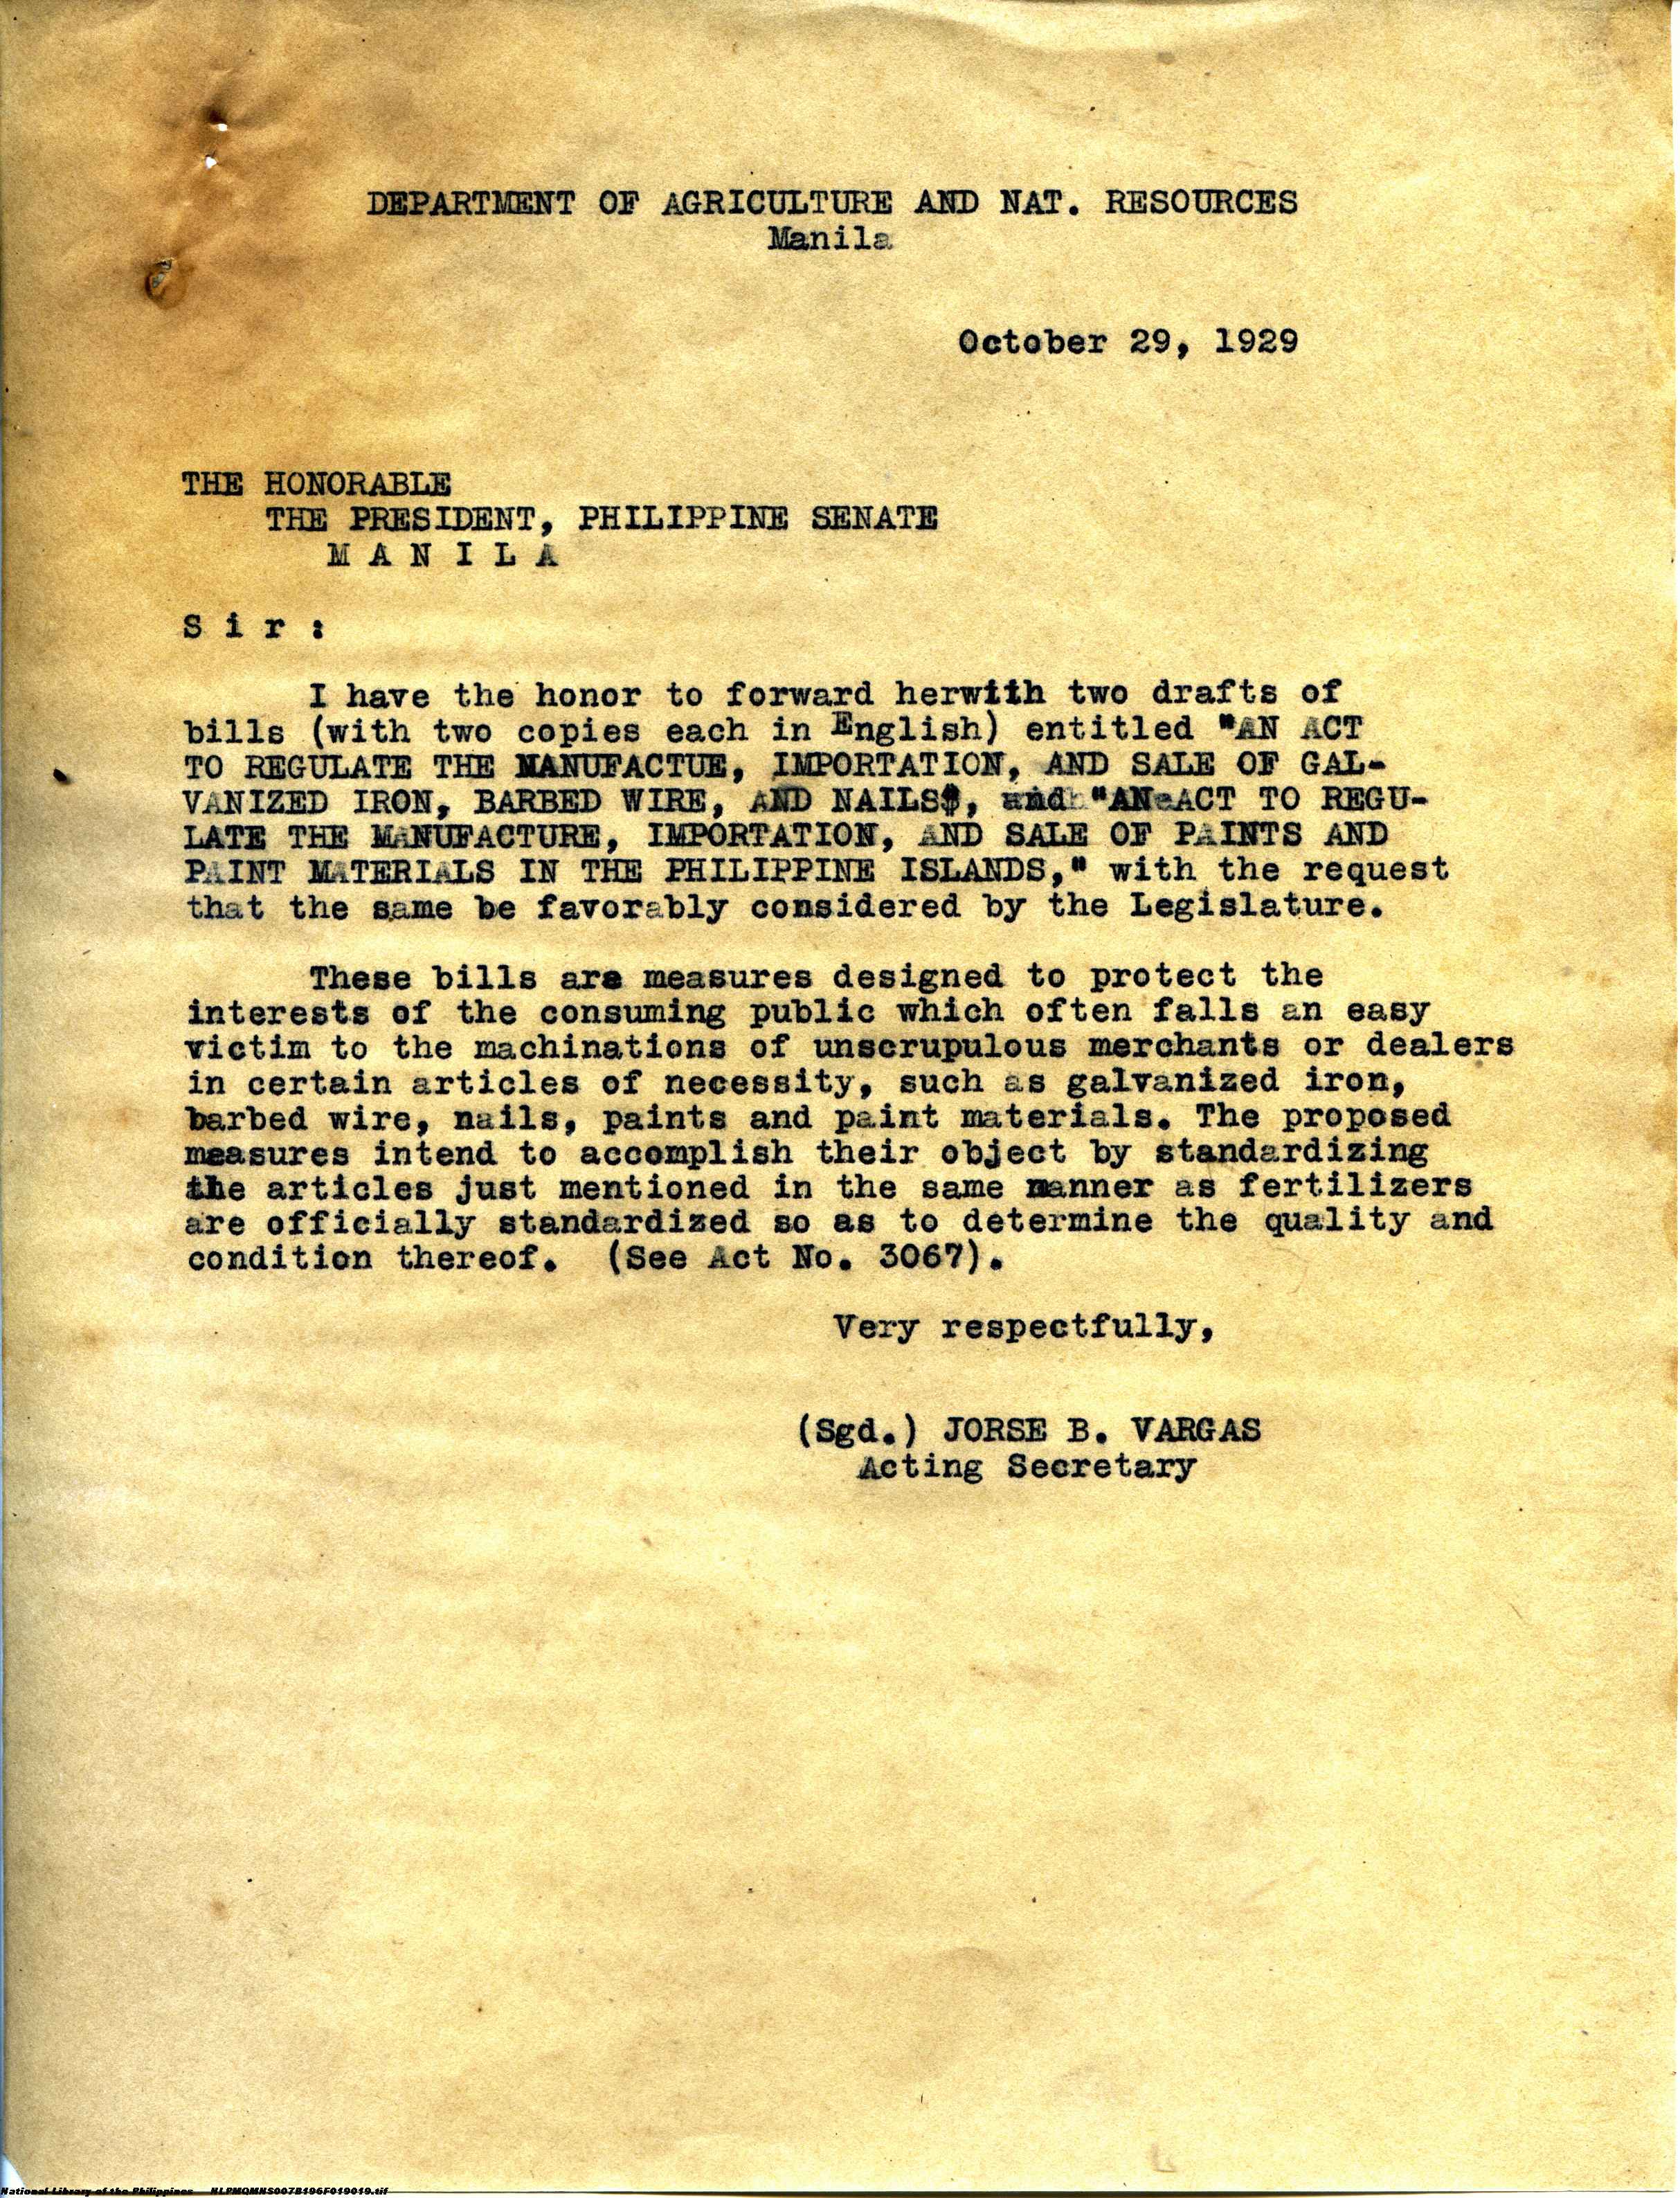 DEPARTMENT OF AGRICULTURE AND NAT. RESOURCES
Manila
October 29, 1929
THE HONORABLE
THE PRESIDENT, PHILIPPINE SENATE
M A N I L A
S i r :
I have the honor to forward herwith two drafts of
bills (with two copies each in English) entitled "AN ACT
TO REGULATE THE MANUFACTUE, IMPORTATION, AND SALE OF GAL-
VANIZED IRON, BARBED WIRE, AND NAILS", and "AN ACT TO REGU-
LATE THE MANUFACTURE, IMPORTATION, AND SALE OF PAINTS AND
PAINT MATERIALS IN THE PHILIPPINE ISLANDS," with the request
that the same be favorably considered by the Legislature.
These bills are measures designed to protect the
interests of the consuming public which often falls an easy
victim to the machinations of unscrupulous merchants or dealers
in certain articles of necessity, such as galvanized iron,
barbed wire, nails, paints and paint materials. The proposed
measures intend to accomplish their object by standardizing
the articles just mentioned in the same manner as fertilizers
are officially standardized so as to determine the quality and
condition thereof. (See Act No. 3067).
Very respectfully,
(Sgd.) JORSE B. VARGAS
Acting Secretary
National Library of the Philippines NLPMQMNS007B196F019019.tif